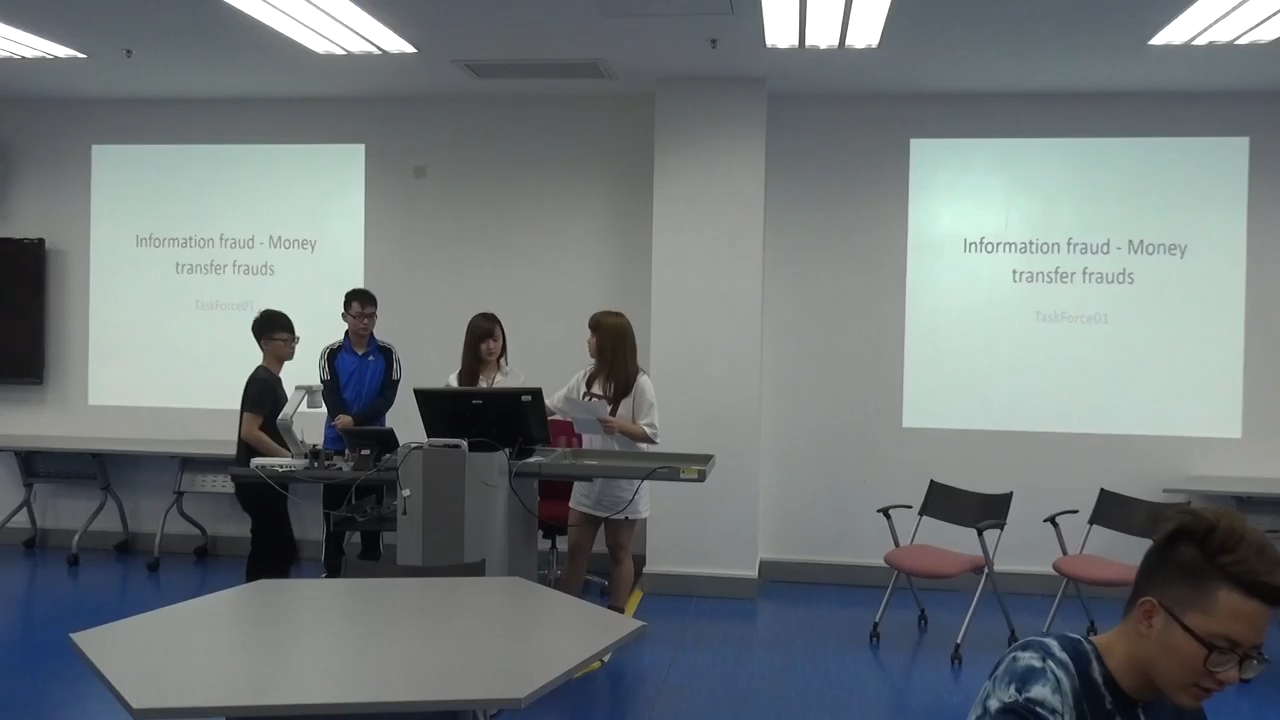 Information fraud - Money
transfer frauds
TaskForce01
Information fraud - Money
transfer frauds
TaskForce01